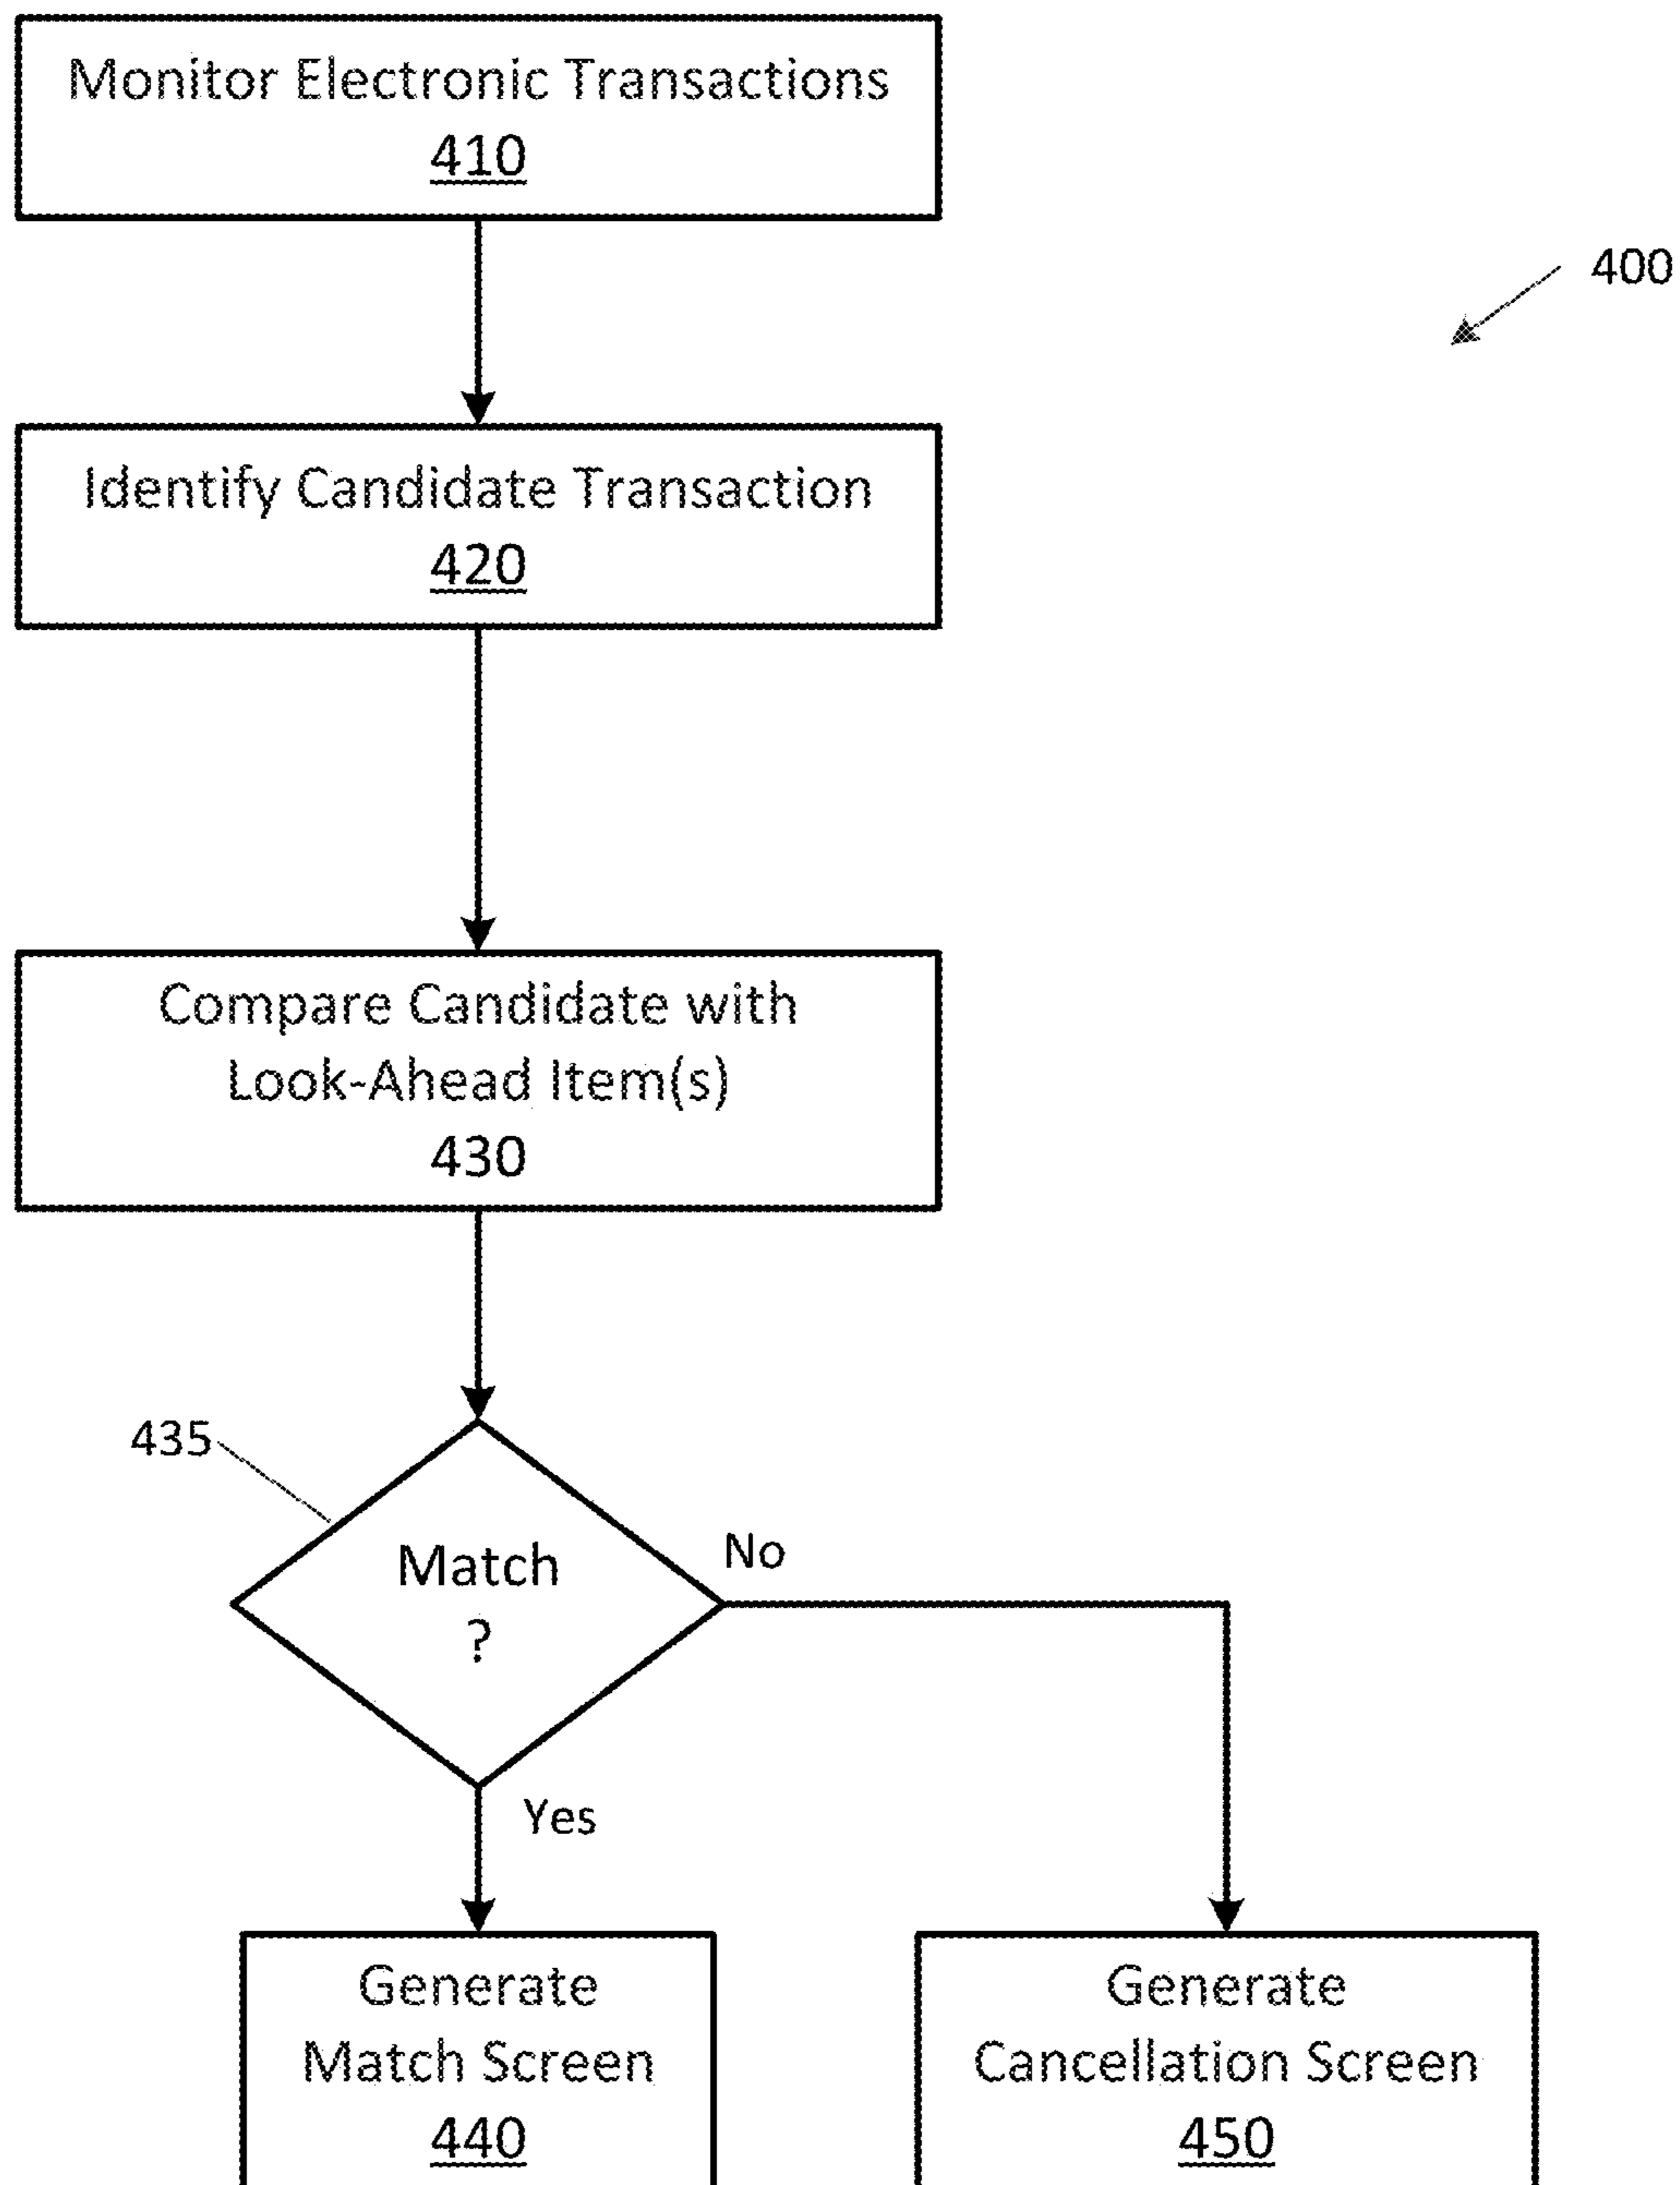 Monitor Electronic Transactions
410
400
Identify Candidate Transaction
420
Compare Candidate with
Look-Ahead Item(s)
430
435
Match
?
No
Yes
Generate
Match Screen
440
Generate
Cancellation Screen
450